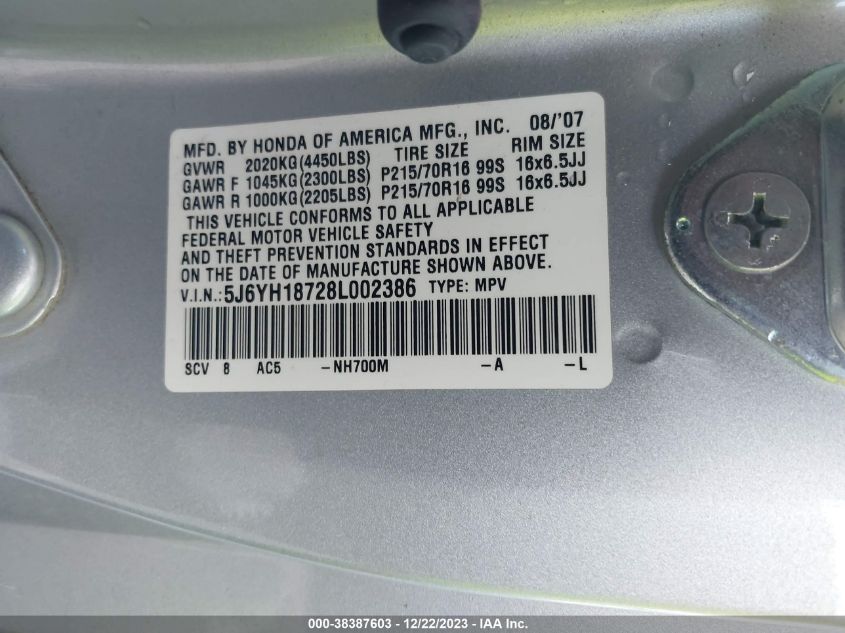 MFD. BY HONDA OF AMERICA MFG., INC. 08/'07
GVWR 2020KG(4450LBS) TIRE SIZE RIM SIZE
GAWR F 1045KG(2300LBS) P215/70R16 99S 16x6.5JJ
GAWR R 1000KG(2205LBS) P215/70R16 99S 16x6.5JJ
THIS VEHICLE CONFORMS TO ALL APPLICABLE
FEDERAL MOTOR VEHICLE SAFETY
AND THEFT PREVENTION STANDARDS IN EFFECT
ON THE DATE OF MANUFACTURE SHOWN ABOVE.
V.I.N.: 5J6YH18728L002386 TYPE: MPV
SCV 8 AC5 -NH700M -A -L
000-38387603 - 12/22/2023 - IAA Inc.